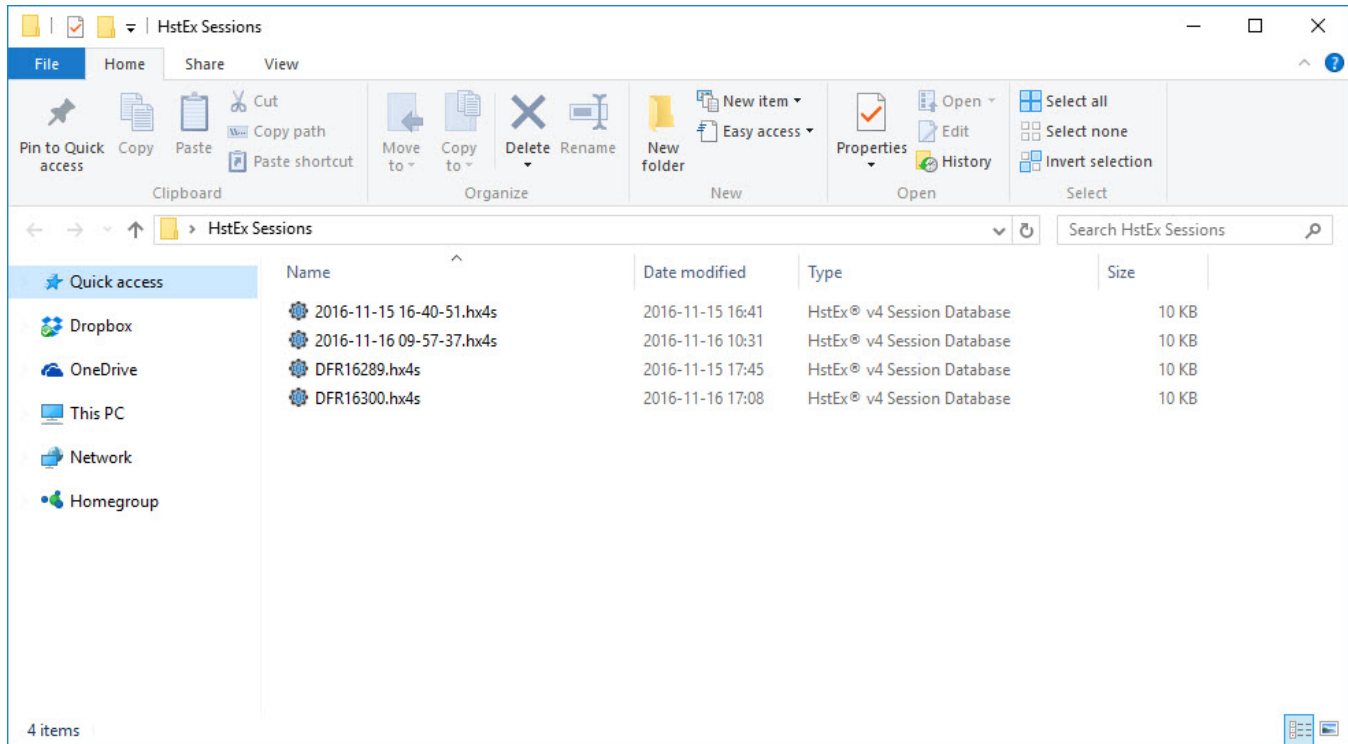 HstEx Sessions
File Home Share View
Pin to Quick access
Copy
Paste
Cut
Copy path
Paste shortcut
Clipboard
Move to
Copy to
Delete
Rename
Organize
New folder
New item
Easy access
New
Properties
Open
Edit
History
Open
Select all
Select none
Invert selection
Select
HstEx Sessions
Search HstEx Sessions
Quick access
Dropbox
OneDrive
This PC
Network
Homegroup
Name Date modified Type Size
2016-11-15 16-40-51.hx4s 2016-11-15 16:41 HstEx® v4 Session Database 10 KB
2016-11-16 09-57-37.hx4s 2016-11-16 10:31 HstEx® v4 Session Database 10 KB
DFR16289.hx4s 2016-11-15 17:45 HstEx® v4 Session Database 10 KB
DFR16300.hx4s 2016-11-16 17:08 HstEx® v4 Session Database 10 KB
4 items